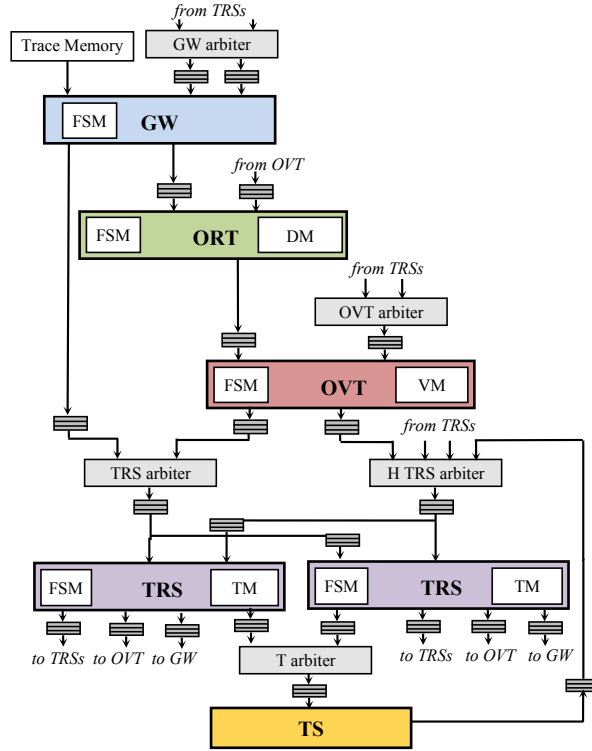 from TRSs
Trace Memory
GW arbiter
FSM GW
from OVT
FSM ORT DM
from TRSs
OVT arbiter
FSM OVT VM
from TRSs
TRS arbiter
H TRS arbiter
FSM TRS TM
FSM TRS TM
to TRSs to OVT to GW
to TRSs to OVT to GW
T arbiter
TS